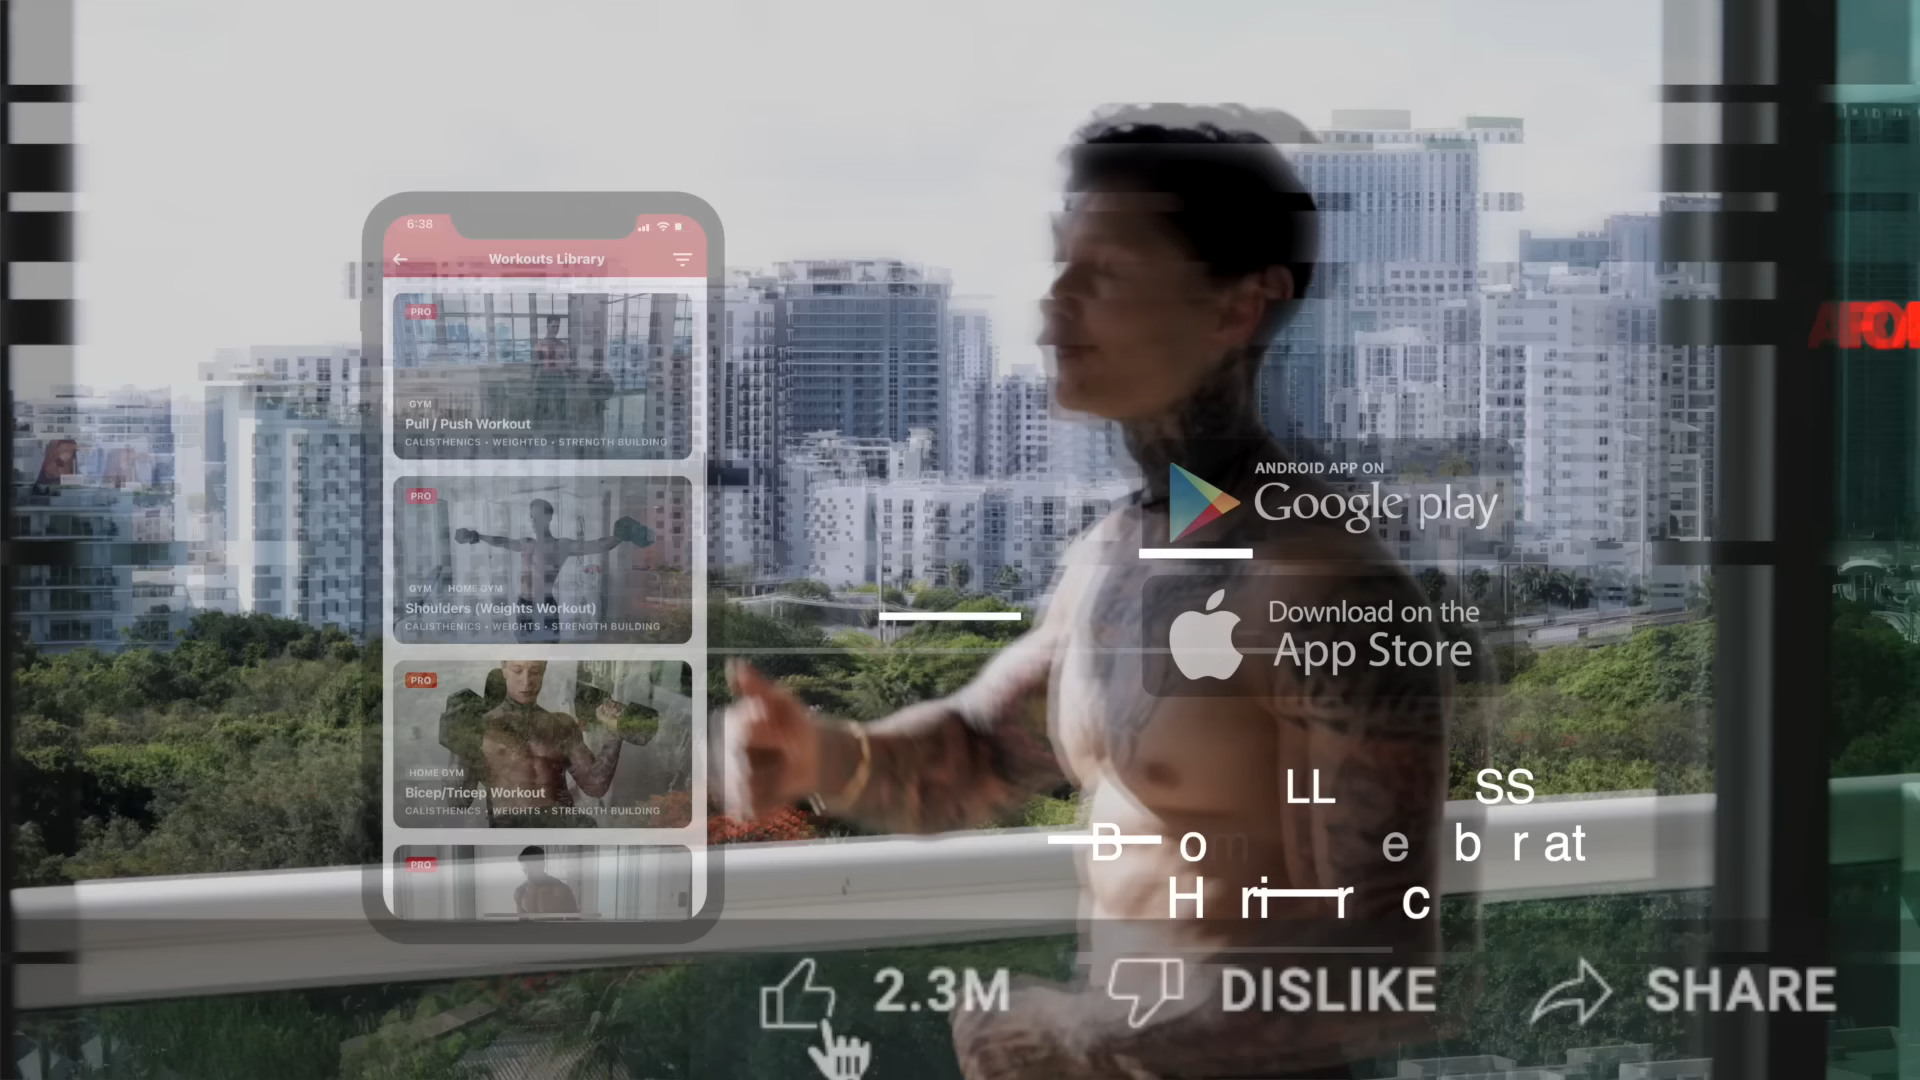 6:38
Workouts Library
PRO
GYM
Pull / Push Workout
CALISTHENICS • WEIGHTED • STRENGTH BUILDING
PRO
GYM HOME GYM
Shoulders (Weights Workout)
CALISTHENICS • WEIGHTS • STRENGTH BUILDING
PRO
HOME GYM
Bicep/Tricep Workout
CALISTHENICS • WEIGHTS • STRENGTH BUILDING
PRO
ANDROID APP ON
Google play
Download on the
App Store
LL SS
B o m e b r at
H ri r c
2.3M DISLIKE SHARE